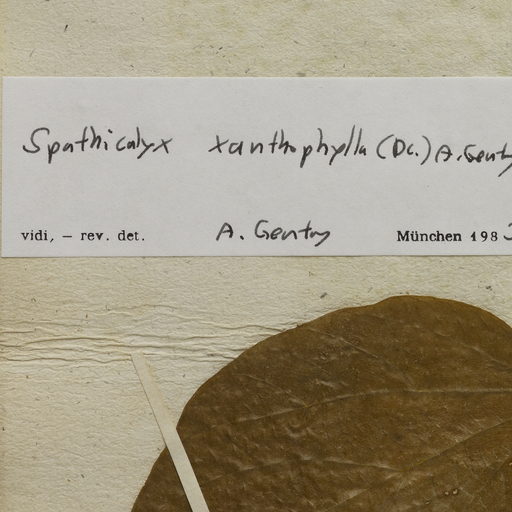 Spathicalyx xanthophylla (DC.) A. Gentry
vidi, – rev. det. A. Gentry München 198